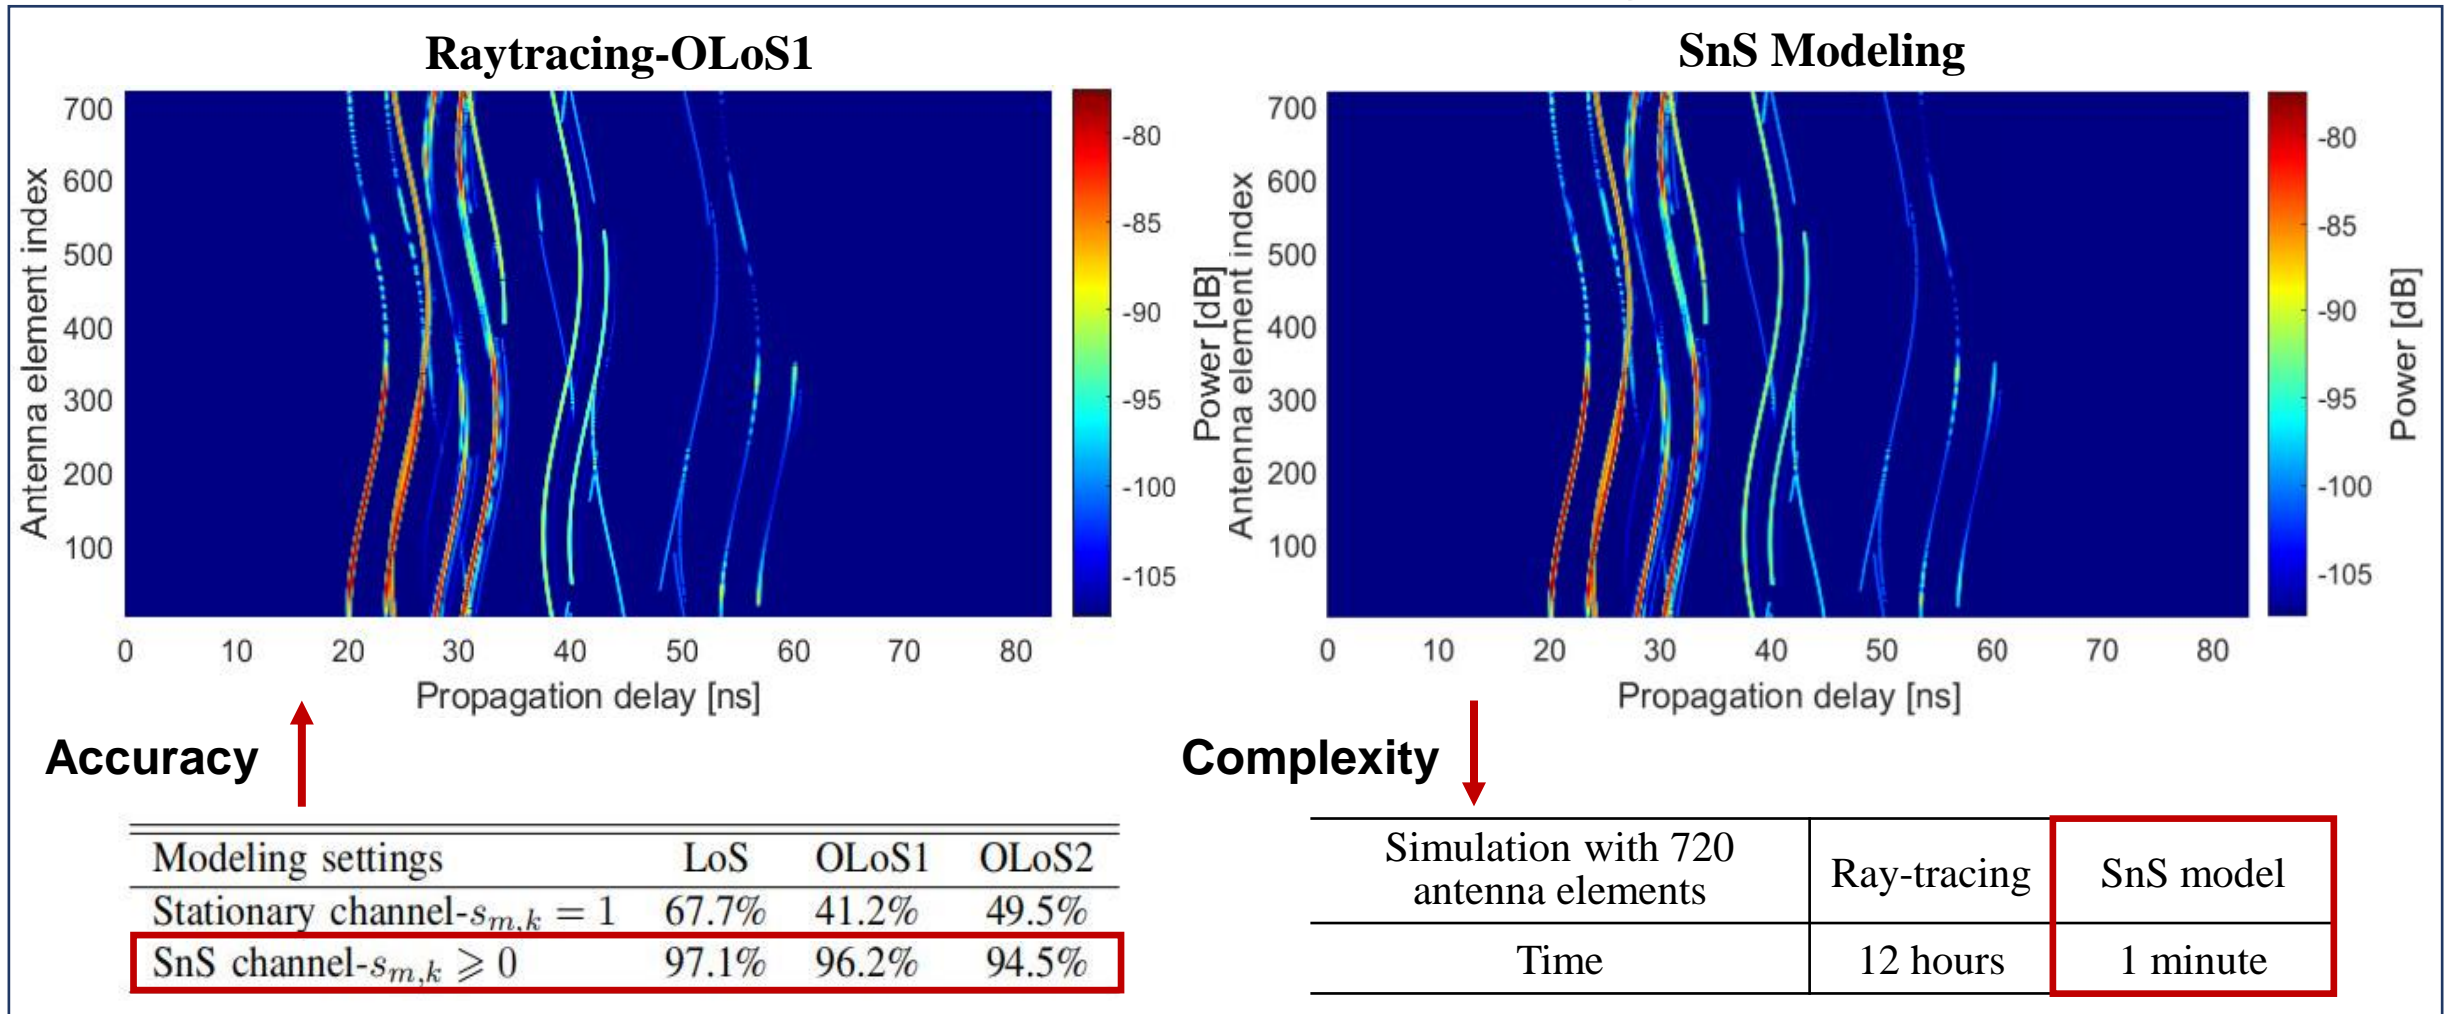 Raytracing-OLoS1
700
600
500
400
300
200
100
Antenna element index
0 10 20 30 40 50 60 70 80
Propagation delay [ns]
-80
-85
-90
-95
-100
-105
Power [dB]
SnS Modeling
700
600
500
400
300
200
100
Antenna element index
0 10 20 30 40 50 60 70 80
Propagation delay [ns]
-80
-85
-90
-95
-100
-105
Power [dB]
Accuracy
Modeling settings LoS OLoS1 OLoS2
Stationary channel-$s_{m,k} = 1$ 67.7% 41.2% 49.5%
SnS channel-$s_{m,k} \geqslant 0$ 97.1% 96.2% 94.5%
Complexity
Simulation with 720
antenna elements
Ray-tracing
SnS model
Time 12 hours 1 minute